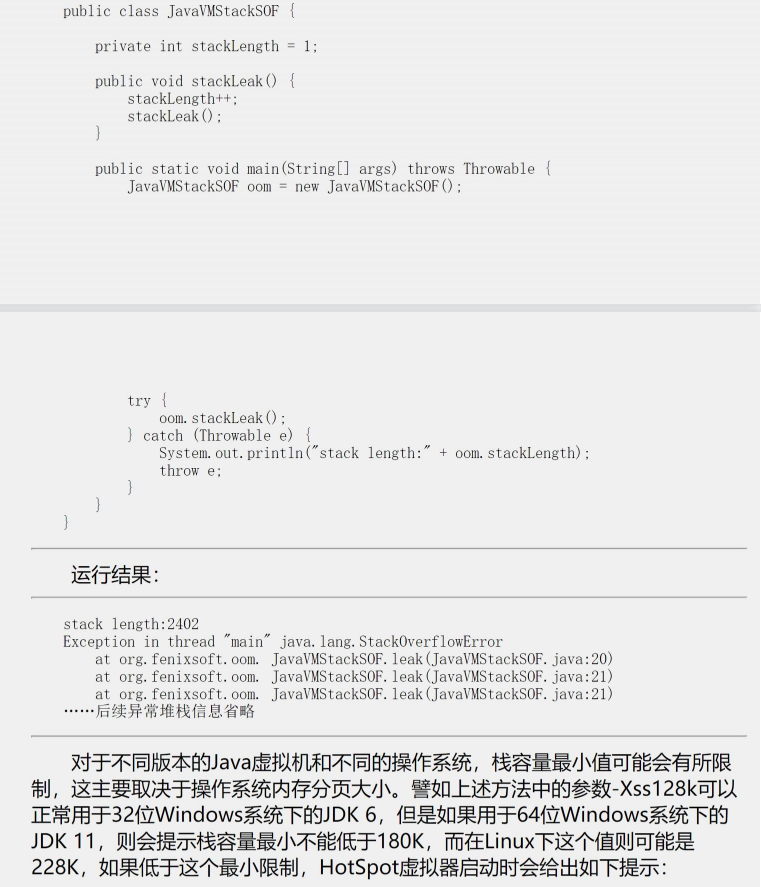 public class JavaVMStackSOF {
private int stackLength = 1;
public void stackLeak() {
stackLength++;
stackLeak();
}
public static void main(String[] args) throws Throwable {
JavaVMStackSOF oom = new JavaVMStackSOF();
try {
oom.stackLeak();
} catch (Throwable e) {
System.out.println("stack length:" + oom.stackLength);
throw e;
}
}
}
运行结果：
stack length:2402
Exception in thread "main" java.lang.StackOverflowError
at org.fenixsoft.oom. JavaVMStackSOF.leak(JavaVMStackSOF.java:20)
at org.fenixsoft.oom. JavaVMStackSOF.leak(JavaVMStackSOF.java:21)
at org.fenixsoft.oom. JavaVMStackSOF.leak(JavaVMStackSOF.java:21)
……后续异常堆栈信息省略
对于不同版本的Java虚拟机和不同的操作系统，栈容量最小值可能会有所限
制，这主要取决于操作系统内存分页大小。譬如上述方法中的参数-Xss128k可以
正常用于32位Windows系统下的JDK 6，但是如果用于64位Windows系统下的
JDK 11，则会提示栈容量最小不能低于180K，而在Linux下这个值则可能是
228K，如果低于这个最小限制，HotSpot虚拟器启动时会给出如下提示：